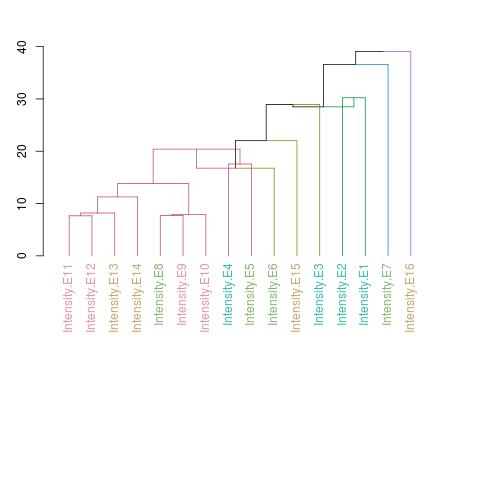 40
30
20
10
0
Intensity.E11
Intensity.E12
Intensity.E13
Intensity.E14
Intensity.E8
Intensity.E9
Intensity.E10
Intensity.E4
Intensity.E5
Intensity.E6
Intensity.E15
Intensity.E3
Intensity.E2
Intensity.E1
Intensity.E7
Intensity.E16